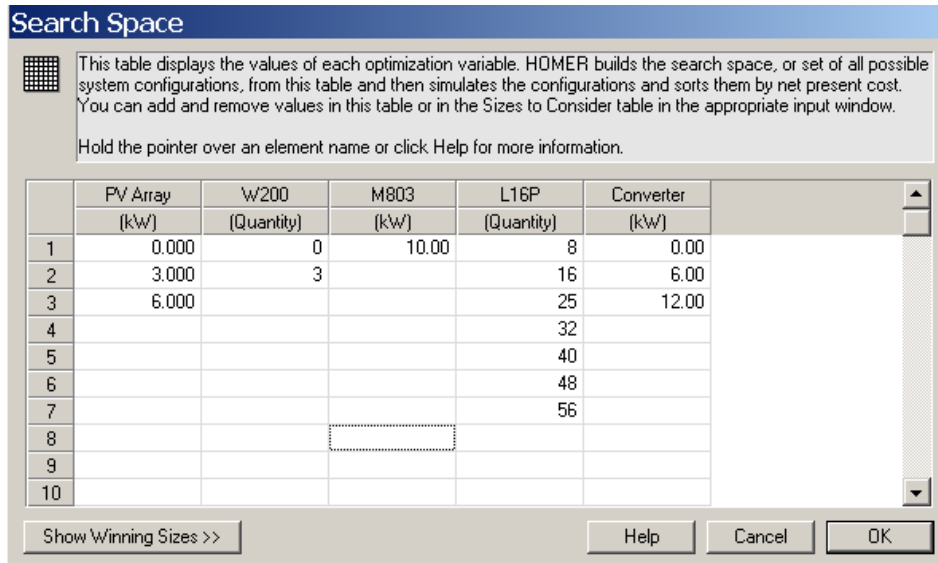 Search Space
This table displays the values of each optimization variable. HOMER builds the search space, or set of all possible
system configurations, from this table and then simulates the configurations and sorts them by net present cost.
You can add and remove values in this table or in the Sizes to Consider table in the appropriate input window.
Hold the pointer over an element name or click Help for more information.
PV Array W200 M803 L16P Converter
(kW) (Quantity) (kW) (Quantity) (kW)
1 0.000 0 10.00 8 0.00
2 3.000 3 16 6.00
3 6.000 25 12.00
4 32
5 40
6 48
7 56
8
9
10
Show Winning Sizes >> Help Cancel OK